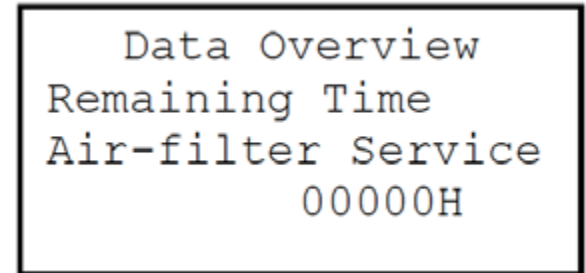 Data Overview
Remaining Time
Air-filter Service
00000H